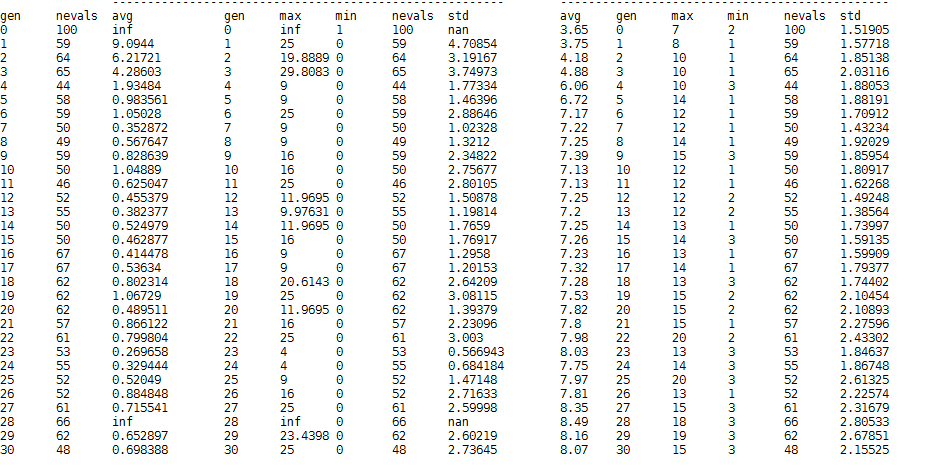 gen nevals avg gen max min nevals std avg gen max min nevals std
0 100 inf 0 inf 1 100 nan 3.65 0 7 2 100 1.51905
1 59 9.0944 1 25 0 59 4.70854 3.75 1 8 1 59 1.57718
2 64 6.21721 2 19.8889 0 64 3.19167 4.18 2 10 1 64 1.85138
3 65 4.28603 3 29.8083 0 65 3.74973 4.88 3 10 1 65 2.03116
4 44 1.93484 4 9 0 44 1.77334 6.06 4 10 3 44 1.88053
5 58 0.983561 5 9 0 58 1.46396 6.72 5 14 1 58 1.88191
6 59 1.05028 6 25 0 59 2.88646 7.17 6 12 1 59 1.70912
7 50 0.352872 7 9 0 50 1.02328 7.22 7 12 1 50 1.43234
8 49 0.567647 8 9 0 49 1.3212 7.25 8 14 1 49 1.92029
9 59 0.828639 9 16 0 59 2.34822 7.39 9 15 3 59 1.85954
10 50 1.04889 10 16 0 50 2.75677 7.13 10 12 1 50 1.80917
11 46 0.625047 11 25 0 46 2.80105 7.13 11 12 1 46 1.62268
12 52 0.455379 12 11.9695 0 52 1.50878 7.25 12 12 2 52 1.49248
13 55 0.382377 13 9.97631 0 55 1.19814 7.2 13 12 2 55 1.38564
14 50 0.524979 14 11.9695 0 50 1.7659 7.25 14 13 1 50 1.73997
15 50 0.462877 15 16 0 50 1.76917 7.26 15 14 3 50 1.59135
16 67 0.414478 16 9 0 67 1.2958 7.23 16 13 1 67 1.59909
17 67 0.53634 17 9 0 67 1.20153 7.32 17 14 1 67 1.79377
18 62 0.802314 18 20.6143 0 62 2.64209 7.28 18 13 3 62 1.74402
19 62 1.06729 19 25 0 62 3.08115 7.53 19 15 2 62 2.10454
20 62 0.489511 20 11.9695 0 62 1.39379 7.82 20 15 2 62 2.10893
21 57 0.866122 21 16 0 57 2.23096 7.8 21 15 1 57 2.27596
22 61 0.799804 22 25 0 61 3.003 7.98 22 20 2 61 2.43302
23 53 0.269658 23 4 0 53 0.566943 8.03 23 13 3 53 1.84637
24 55 0.329444 24 4 0 55 0.684184 7.75 24 14 3 55 1.86748
25 52 0.52049 25 9 0 52 1.47148 7.97 25 20 3 52 2.61325
26 52 0.884848 26 16 0 52 2.71633 7.81 26 13 1 52 2.22574
27 61 0.715541 27 25 0 61 2.59998 8.35 27 15 3 61 2.31679
28 66 inf 28 inf 0 66 nan 8.49 28 18 3 66 2.80533
29 62 0.652897 29 23.4398 0 62 2.60219 8.16 29 19 3 62 2.67851
30 48 0.698388 30 25 0 48 2.73645 8.07 30 15 3 48 2.15525